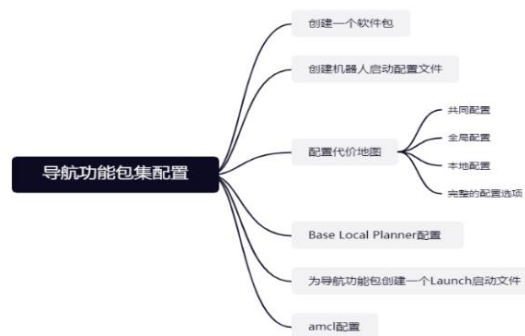 创建一个软件包
创建机器人启动配置文件
导航功能包集配置
配置代价地图
共同配置
全局配置
本地配置
完整的配置选项
Base Local Planner配置
为导航功能包创建一个Launch启动文件
amcl配置